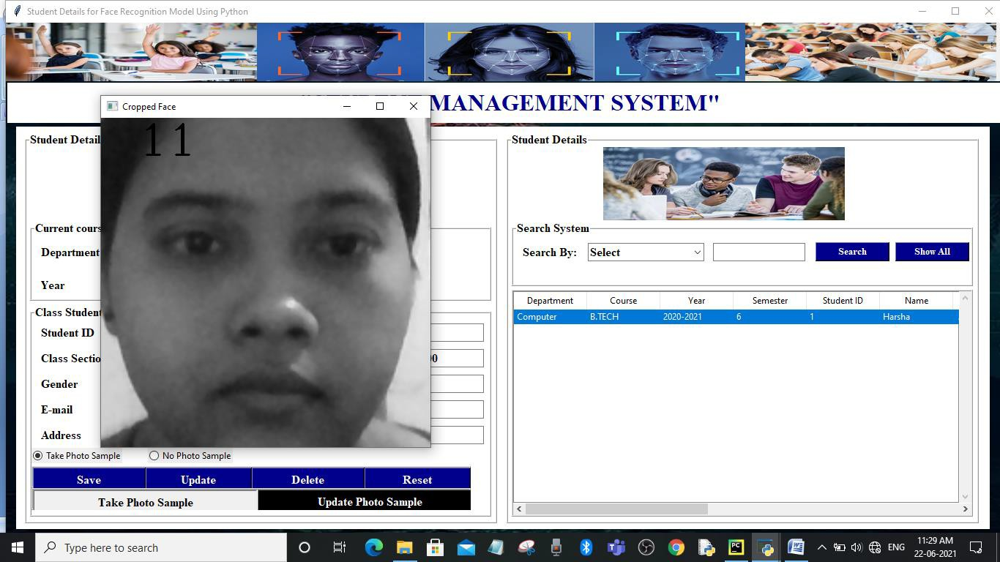 Student Details for Face Recognition Model Using Python
MANAGEMENT SYSTEM"
Cropped Face
11
Student Detail
Current cours
Department
Year
Class Student
Student ID
Class Sectio
Gender
E-mail
Address
Take Photo Sample No Photo Sample
Save Update Delete Reset
Take Photo Sample Update Photo Sample
Student Details
Search System
Search By: Select Search Show All
Department Course Year Semester Student ID Name
Computer B.TECH 2020-2021 6 1 Harsha
Type here to search
ENG
11:29 AM
22-06-2021